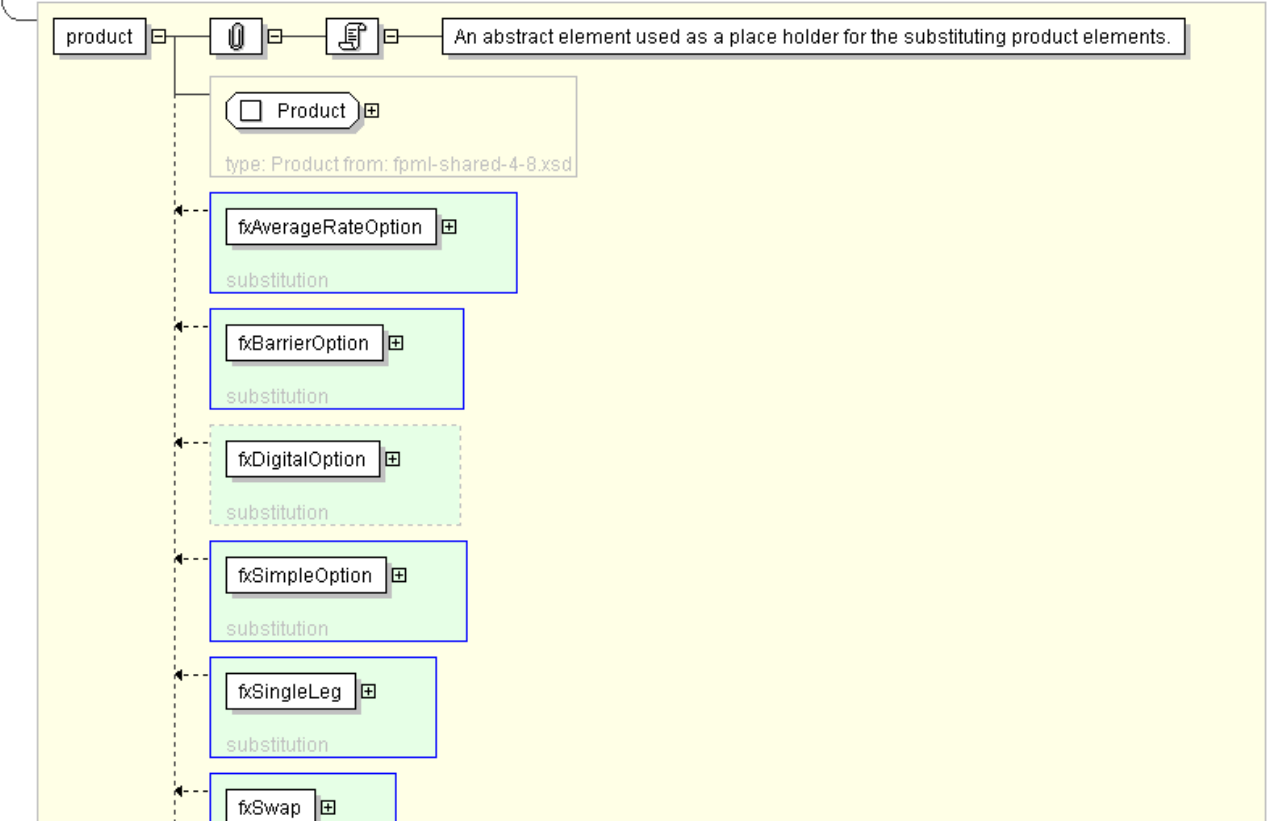 product
An abstract element used as a place holder for the substituting product elements.
Product
type: Product from: fpml-shared-4-8.xsd
fxAverageRateOption
substitution
fxBarrierOption
substitution
fxDigitalOption
substitution
fxSimpleOption
substitution
fxSingleLeg
substitution
fxSwap